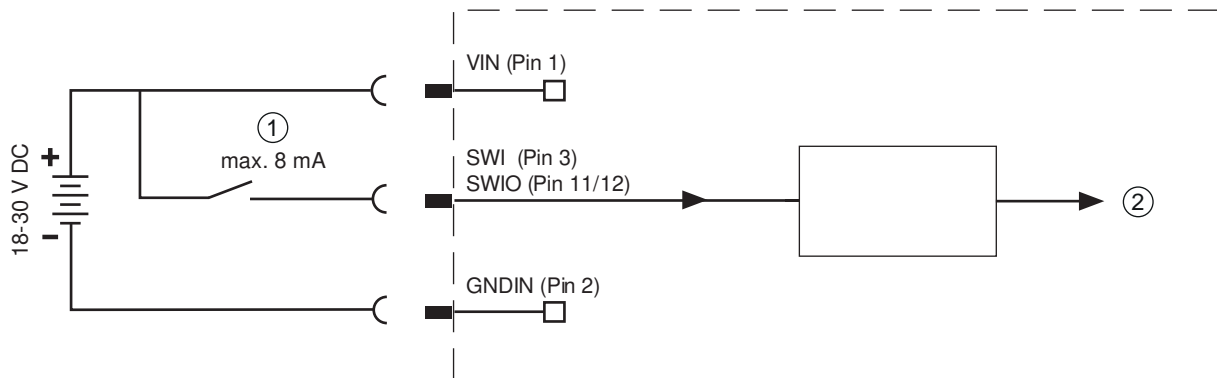 VIN (Pin 1)
①
max. 8 mA
SWI (Pin 3)
SWIO (Pin 11/12)
18-30 V DC
+
-
②
GNDIN (Pin 2)